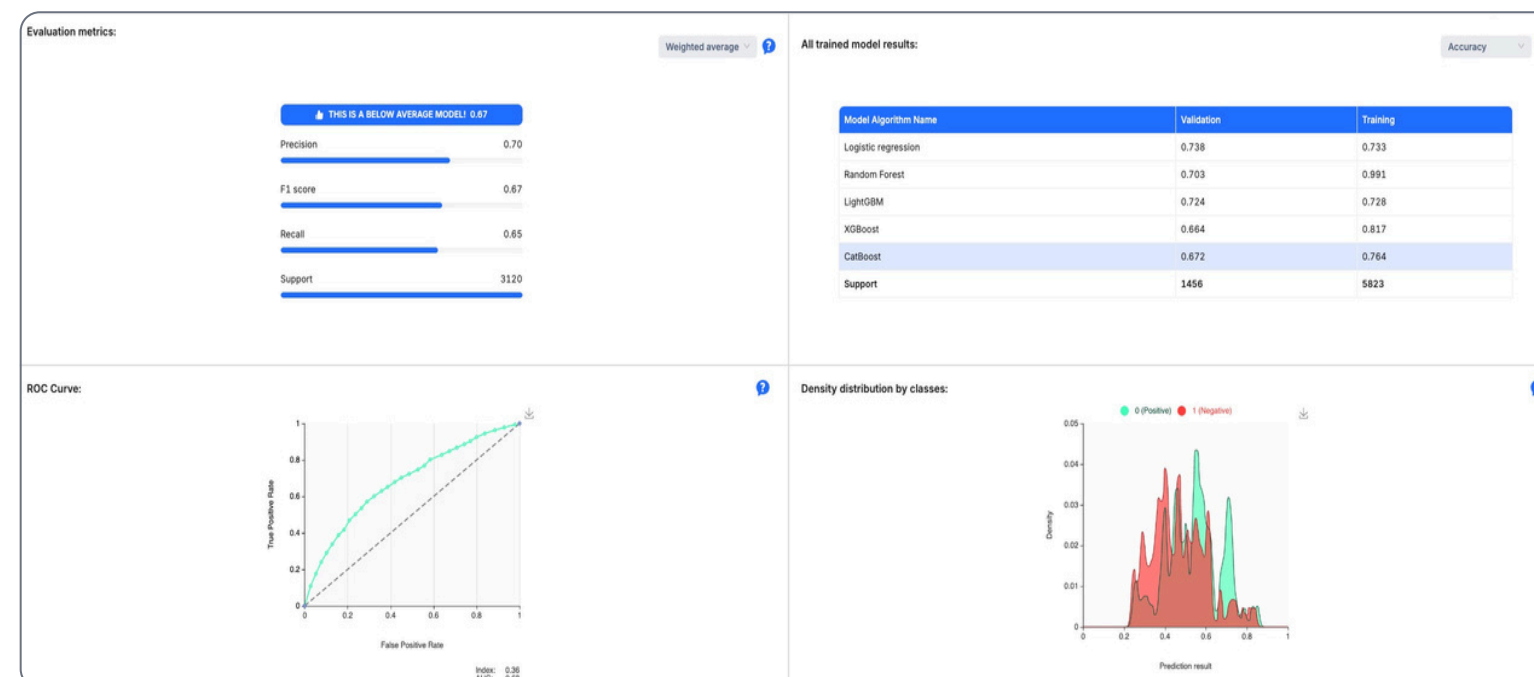 Evaluation metrics:
Weighted average
?
THIS IS A BELOW AVERAGE MODEL! 0.67
Precision 0.70
F1 score 0.67
Recall 0.65
Support 3120
All trained model results:
Accuracy
Model Algorithm Name Validation Training
Logistic regression 0.738 0.733
Random Forest 0.703 0.991
LightGBM 0.724 0.728
XGBoost 0.664 0.817
CatBoost 0.672 0.764
Support 1456 5823
ROC Curve:
?
1
0.8
0.6
0.4
0.2
0
True Positive Rate
0 0.2 0.4 0.6 0.8 1
False Positive Rate
Index: 0.36
Density distribution by classes:
0 (Positive) 1 (Negative)
0.05
0.04
0.03
0.02
0.01
0
Density
0 0.2 0.4 0.6 0.8 1
Prediction result